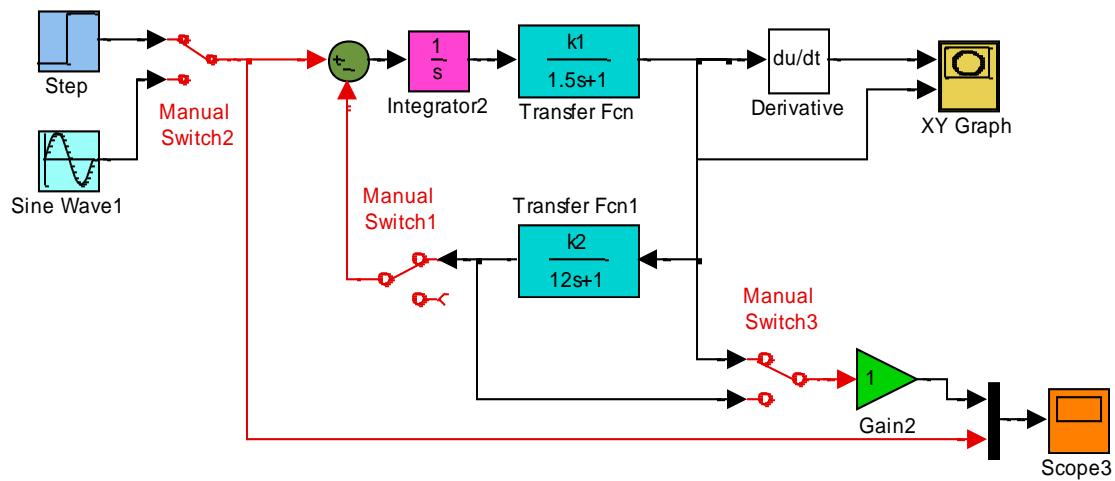 Step
Manual
Switch2
Sine Wave1
+
-
1
s
Integrator2
k1
1.5s+1
Transfer Fcn
du/dt
Derivative
XY Graph
Manual
Switch1
Transfer Fcn1
k2
12s+1
Manual
Switch3
1
Gain2
Scope3